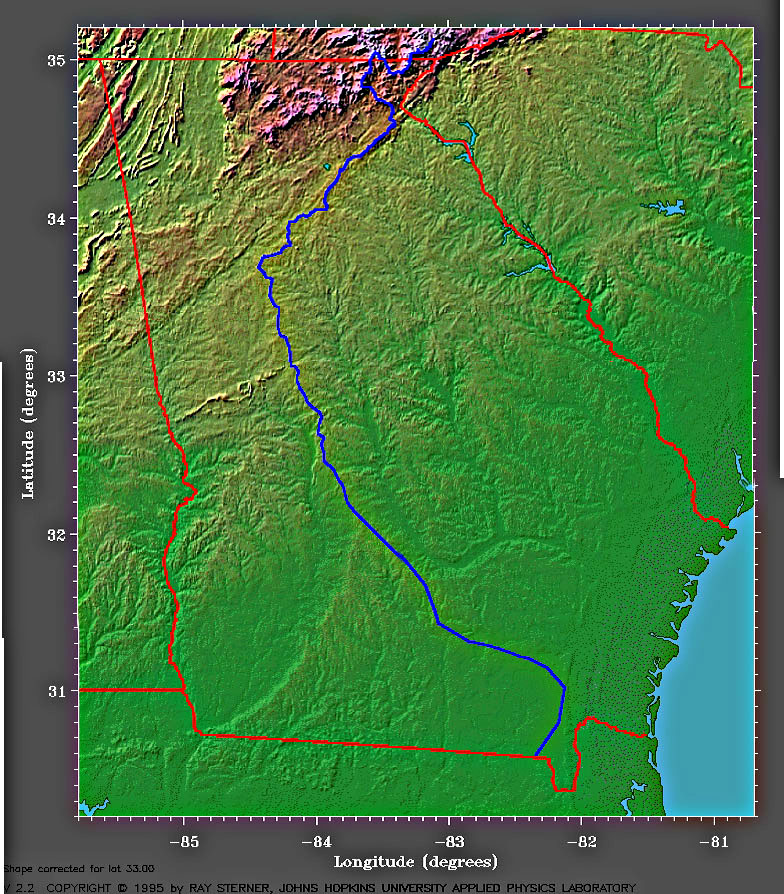 35
34
33
32
31
Latitude (degrees)
−85
−84
−83
−82
−81
Longitude (degrees)
Shape corrected for lat 33.00
V 2.2 COPYRIGHT © 1995 by RAY STERNER, JOHNS HOPKINS UNIVERSITY APPLIED PHYSICS LABORATORY